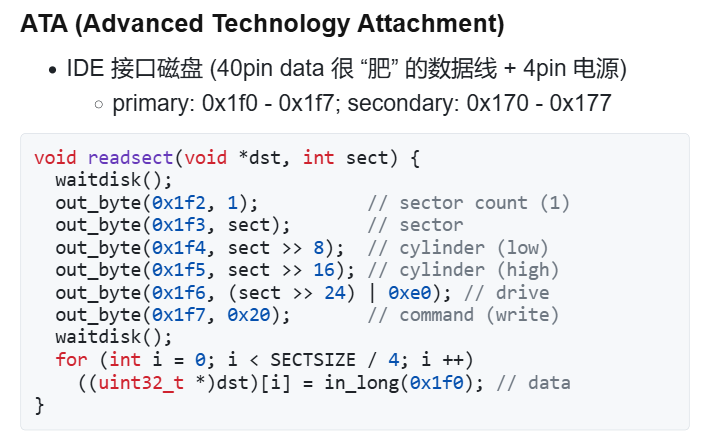 ATA (Advanced Technology Attachment)
• IDE 接口磁盘 (40pin data 很 “肥” 的数据线 + 4pin 电源)
◦ primary: 0x1f0 - 0x1f7; secondary: 0x170 - 0x177
void readsect(void *dst, int sect) {
  waitdisk();
  out_byte(0x1f2, 1);          // sector count (1)
  out_byte(0x1f3, sect);       // sector
  out_byte(0x1f4, sect >> 8);  // cylinder (low)
  out_byte(0x1f5, sect >> 16); // cylinder (high)
  out_byte(0x1f6, (sect >> 24) | 0xe0); // drive
  out_byte(0x1f7, 0x20);       // command (write)
  waitdisk();
  for (int i = 0; i < SECTSIZE / 4; i ++)
    ((uint32_t *)dst)[i] = in_long(0x1f0); // data
}